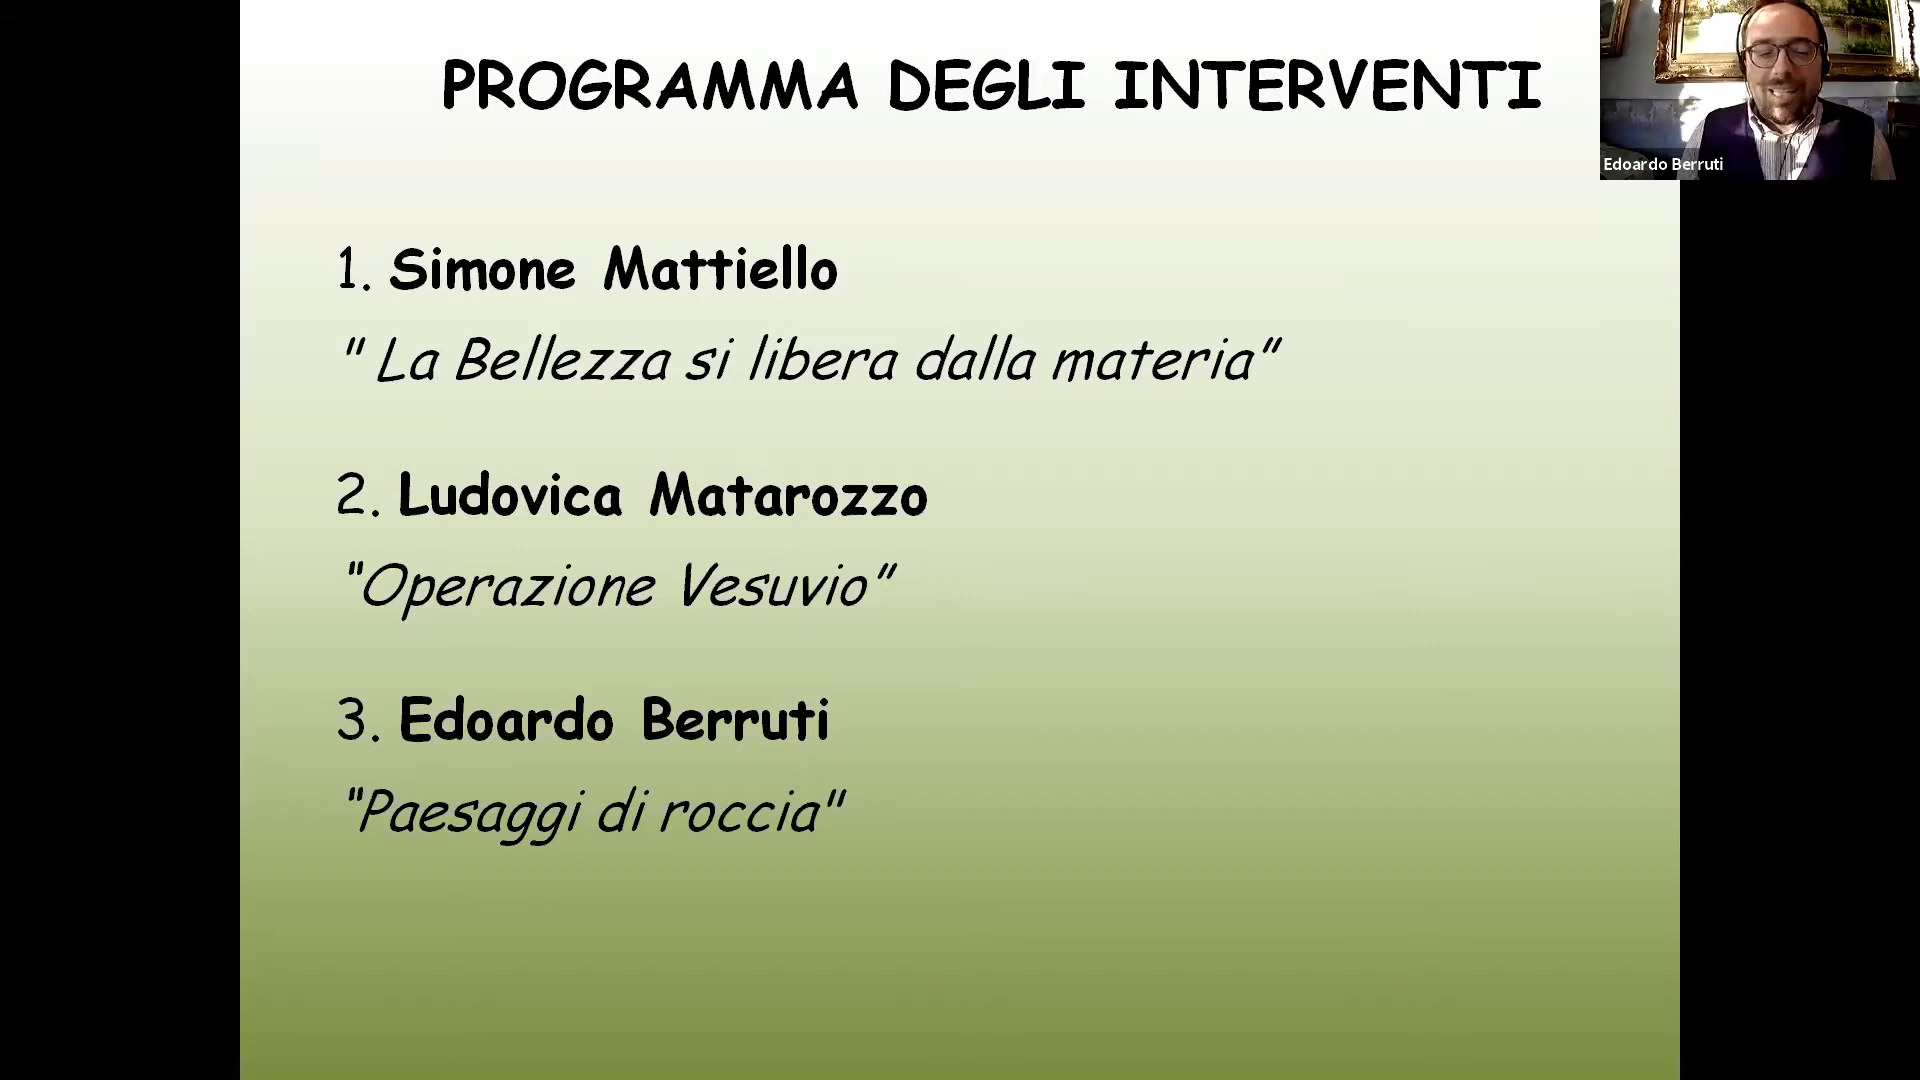 PROGRAMMA DEGLI INTERVENTI
Edoardo Berruti
1. Simone Mattiello
" La Bellezza si libera dalla materia”
2. Ludovica Matarozzo
“Operazione Vesuvio”
3. Edoardo Berruti
“Paesaggi di roccia"